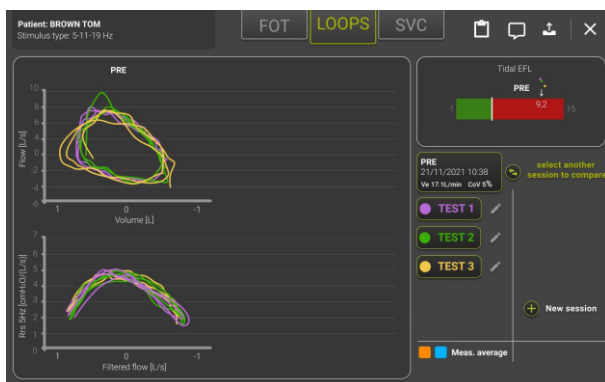 Patient: BROWN TOM
Stimulus type: 5-11-19 Hz
FOT
LOOPS
SVC
PRE
10
8
6
4
2
0
-2
-4
-6
Flow [L/s]
1
0
-1
Volume [L]
7
6
5
4
3
2
1
0
Rrs 5Hz [cmH₂O/(L/s)]
1
0
-1
Filtered flow [L/s]
Tidal EFL
PRE
-1
9,2
15
PRE
21/11/2021 10:38
Ve 17.1L/min CoV 5%
select another
session to compare
TEST 1
TEST 2
TEST 3
New session
Meas. average